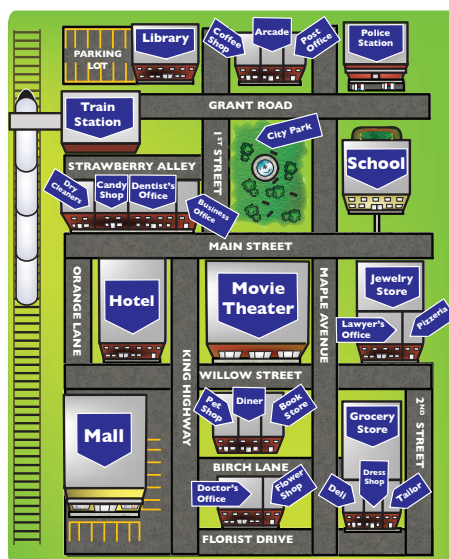 PARKING
LOT
Library
Coffee
Shop
Arcade
Post
Office
Police
Station
Train
Station
GRANT ROAD
1ST STREET
City Park
STRAWBERRY ALLEY
School
Dry
Cleaners
Candy
Shop
Dentist's
Office
Business
Office
MAIN STREET
ORANGE LANE
Hotel
KING HIGHWAY
Movie
Theater
MAPLE AVENUE
Jewelry
Store
Lawyer's
Office
Pizzeria
WILLOW STREET
Mall
Pet
Shop
Diner
Book
Store
Grocery
Store
2ND STREET
BIRCH LANE
Doctor's
Office
Flower
Shop
Deli
Dress
Shop
Tailor
FLORIST DRIVE